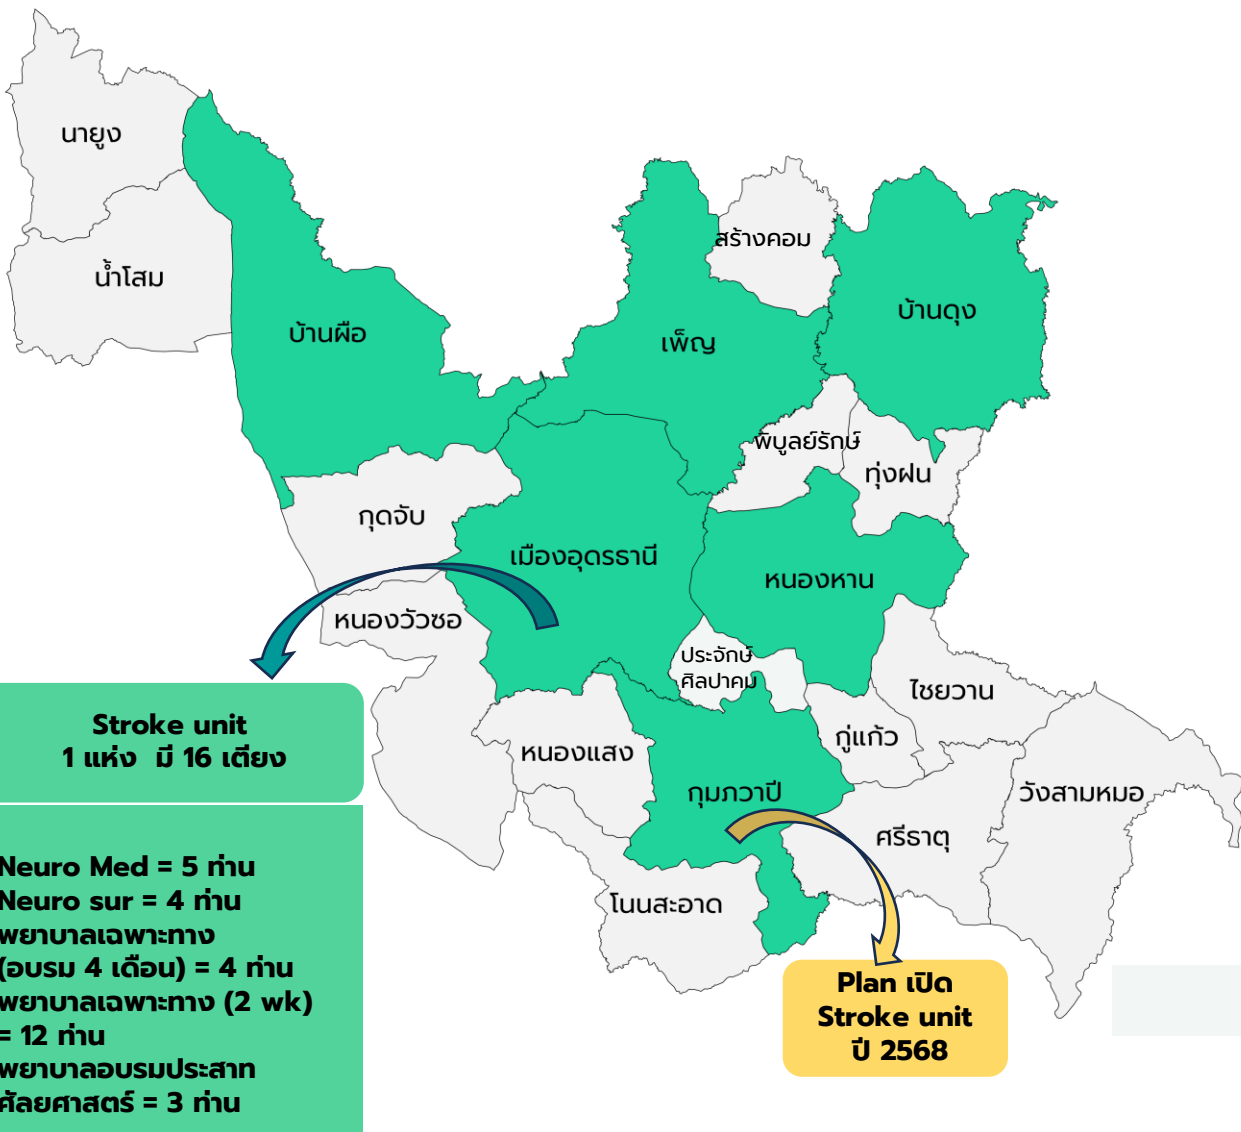 นายูง
น้ำโสม
บ้านผือ
สร้างคอม
เพ็ญ
บ้านดุง
พิบูลย์รักษ์
ทุ่งฝน
กุดจับ
เมืองอุดรธานี
หนองหาน
หนองวัวซอ
ประจักษ์
ศิลปาคม
ไชยวาน
กู่แก้ว
หนองแสง
กุมภวาปี
วังสามหมอ
ศรีธาตุ
โนนสะอาด
Stroke unit
1 แห่ง มี 16 เตียง
Neuro Med = 5 ท่าน
Neuro sur = 4 ท่าน
พยาบาลเฉพาะทาง
(อบรม 4 เดือน) = 4 ท่าน
พยาบาลเฉพาะทาง (2 wk)
= 12 ท่าน
พยาบาลอบรมประสาท
ศัลยศาสตร์ = 3 ท่าน
Plan เปิด
Stroke unit
ปี 2568